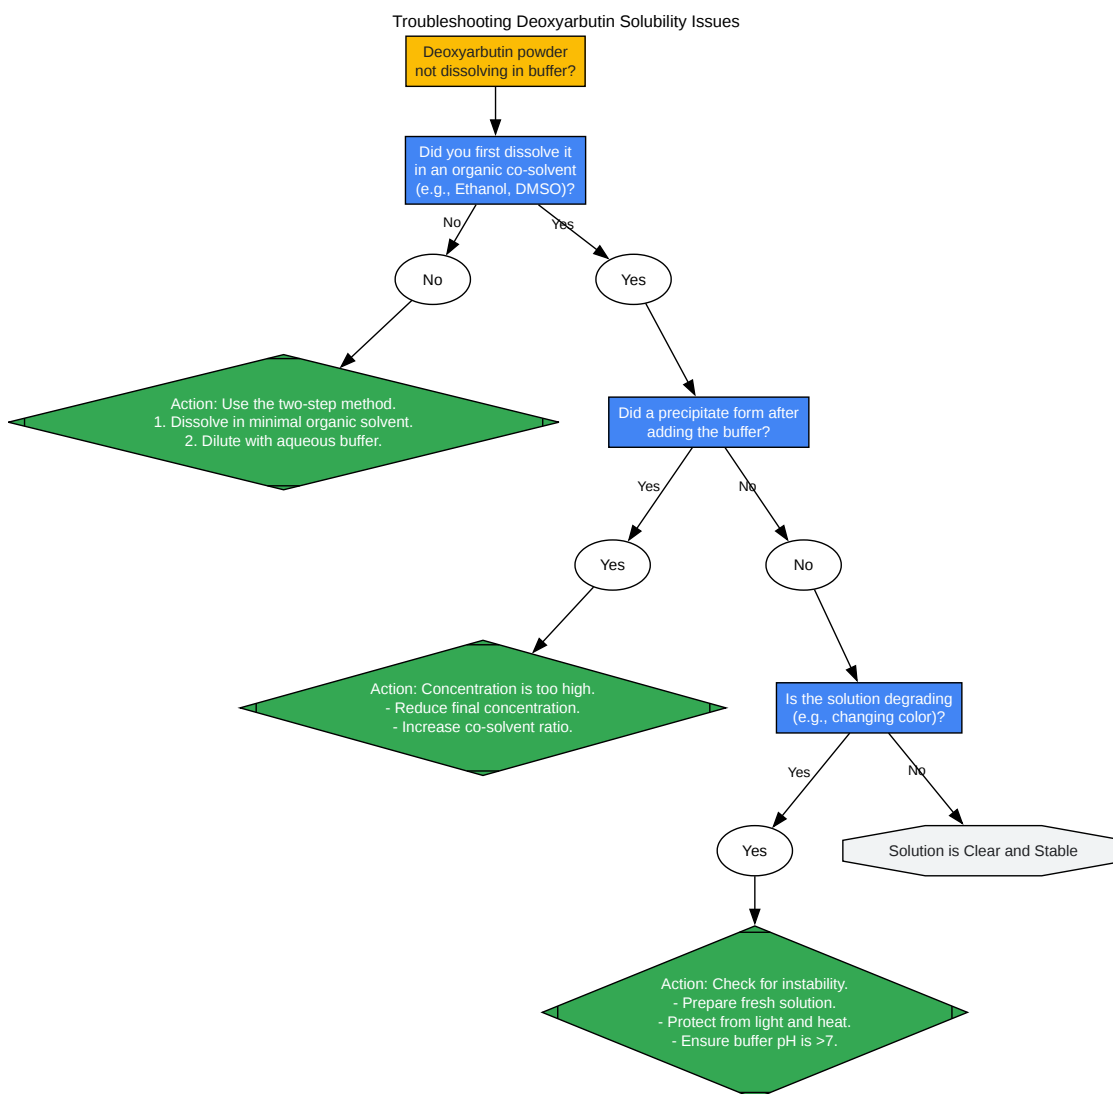 Troubleshooting Deoxyarbutin Solubility Issues
Deoxyarbutin powder
not dissolving in buffer?
Did you first dissolve it
in an organic co-solvent
(e.g., Ethanol, DMSO)?
No
Yes
No
Yes
Action: Use the two-step method.
1. Dissolve in minimal organic solvent.
2. Dilute with aqueous buffer.
Did a precipitate form after
adding the buffer?
Yes
No
Yes
No
Action: Concentration is too high.
- Reduce final concentration.
- Increase co-solvent ratio.
Is the solution degrading
(e.g., changing color)?
Yes
No
Yes
Solution is Clear and Stable
Action: Check for instability.
- Prepare fresh solution.
- Protect from light and heat.
- Ensure buffer pH is >7.